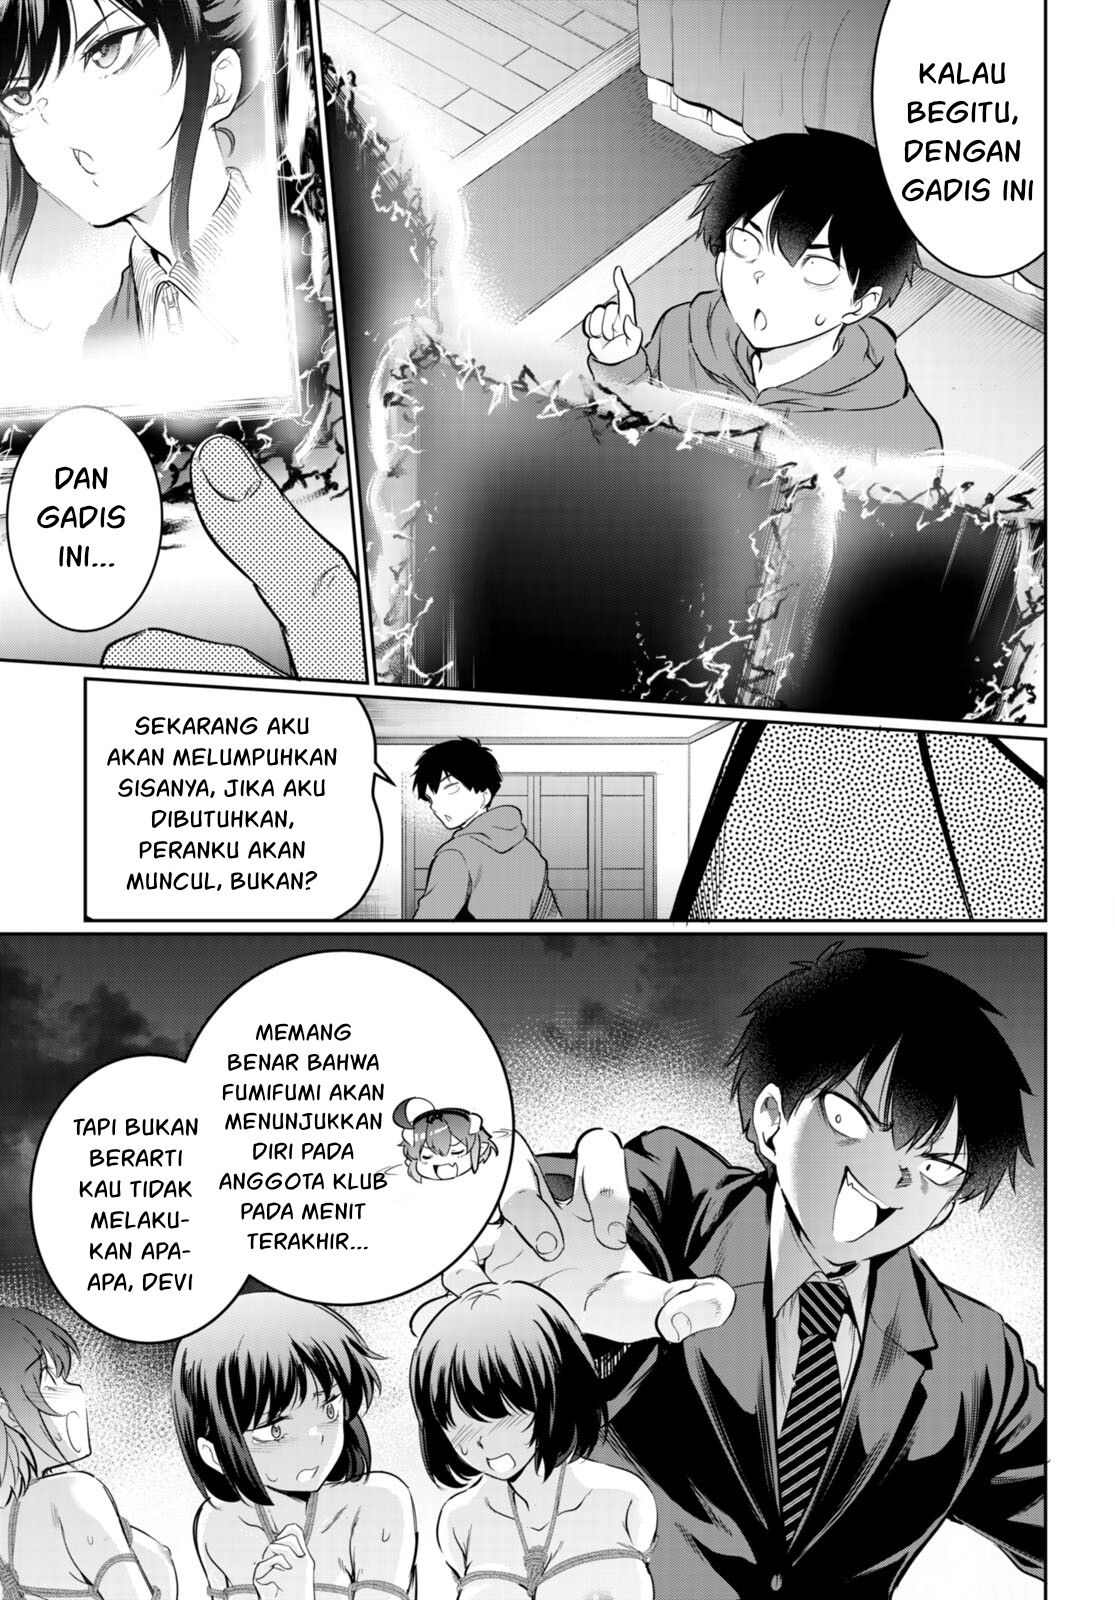 KALAU
BEGITU,
DENGAN
GADIS INI
DAN
GADIS
INI...
SEKARANG AKU
AKAN MELUMPUHKAN
SISANYA, JIKA AKU
DIBUTUHKAN,
PERANKU AKAN
MUNCUL, BUKAN?
MEMANG
BENAR BAHWA
FUMIFUMI AKAN
MENUNJUKKAN
DIRI PADA
ANGGOTA KLUB
PADA MENIT
TERAKHIR...
TAPI BUKAN
BERARTI
KAU TIDAK
MELAKU-
KAN APA-
APA, DEVI